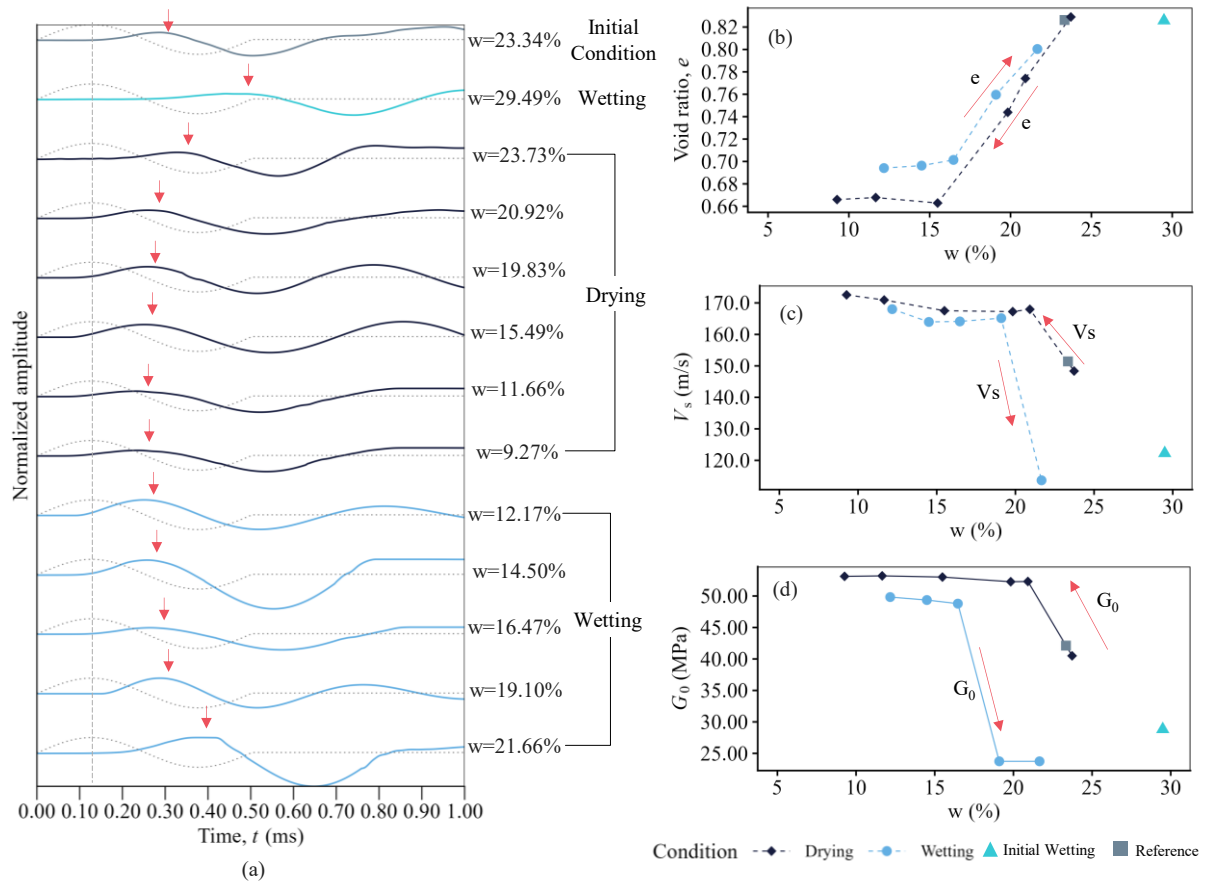 w=23.34%
Initial
Condition
w=29.49%
Wetting
w=23.73%
w=20.92%
w=19.83%
w=15.49%
w=11.66%
w=9.27%
Drying
w=12.17%
w=14.50%
w=16.47%
w=19.10%
w=21.66%
Wetting
Normalized amplitude
0.00 0.10 0.20 0.30 0.40 0.50 0.60 0.70 0.80 0.90 1.00
Time, t (ms)
(a)
(b)
Void ratio, e
0.82
0.80
0.78
0.76
0.74
0.72
0.70
0.68
0.66
e
e
5 10 15 20 25 30
w (%)
(c)
Vs (m/s)
170.0
160.0
150.0
140.0
130.0
120.0
Vs
Vs
5 10 15 20 25 30
w (%)
(d)
G0 (MPa)
50.00
45.00
40.00
35.00
30.00
25.00
G0
G0
5 10 15 20 25 30
w (%)
Condition Drying Wetting Initial Wetting Reference